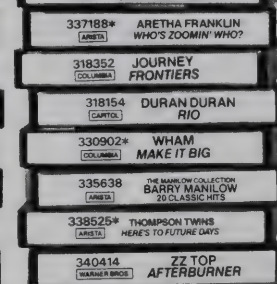 337188* ARETHA FRANKLIN
ARISTA WHO'S ZOOMIN' WHO?
318352 JOURNEY
COLUMBIA FRONTIERS
318154 DURAN DURAN
CAPITOL RIO
330902* WHAM
COLUMBIA MAKE IT BIG
THE MANILOW COLLECTION
335638 BARRY MANILOW
ARISTA 20 CLASSIC HITS
338525* THOMPSON TWINS
ARISTA HERE'S TO FUTURE DAYS
340414 ZZ TOP
WARNER BROS AFTERBURNER